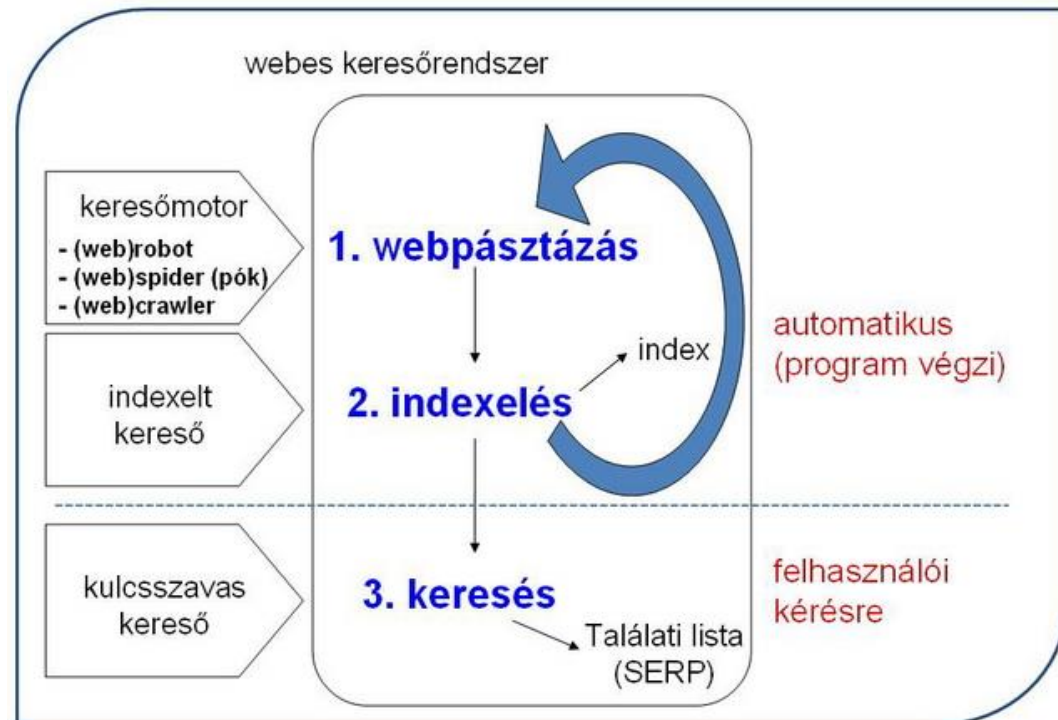 webes keresőrendszer
keresőmotor
- (web)robot
- (web)spider (pók)
- (web)crawler
1. webpásztázás
index
automatikus
(program végzi)
indexelt
kereső
2. indexelés
kulcsszavas
kereső
3. keresés
felhasználói
kérésre
Találati lista
(SERP)